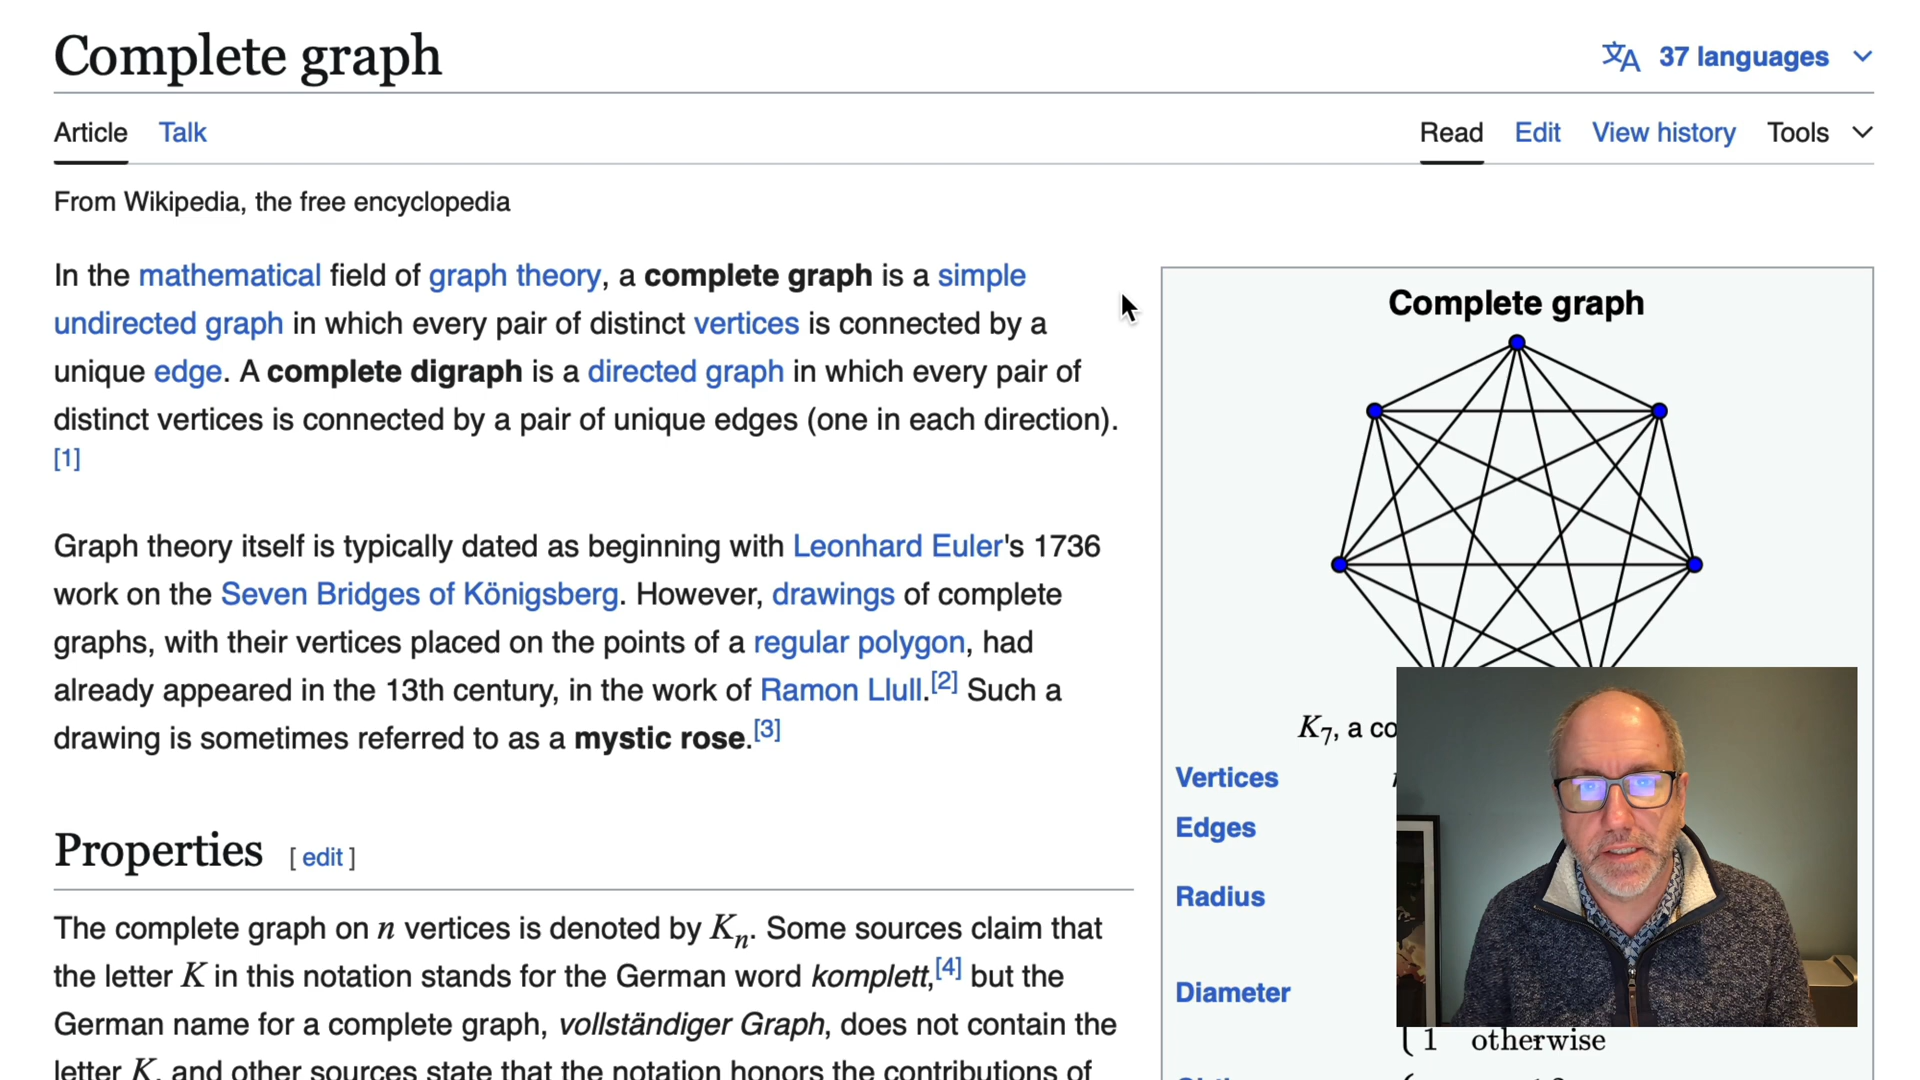 Complete graph
37 languages
Article Talk
Read Edit View history Tools
From Wikipedia, the free encyclopedia
In the mathematical field of graph theory, a complete graph is a simple
undirected graph in which every pair of distinct vertices is connected by a
unique edge. A complete digraph is a directed graph in which every pair of
distinct vertices is connected by a pair of unique edges (one in each direction).
[1]
Graph theory itself is typically dated as beginning with Leonhard Euler's 1736
work on the Seven Bridges of Königsberg. However, drawings of complete
graphs, with their vertices placed on the points of a regular polygon, had
already appeared in the 13th century, in the work of Ramon Llull.[2] Such a
drawing is sometimes referred to as a mystic rose.[3]
Properties [ edit ]
The complete graph on n vertices is denoted by Kₙ. Some sources claim that
the letter K in this notation stands for the German word komplett,[4] but the
German name for a complete graph, vollständiger Graph, does not contain the
letter K, and other sources state that the notation honors the contributions of
Complete graph
K₇, a co
Vertices
Edges
Radius
Diameter
1 otherwise